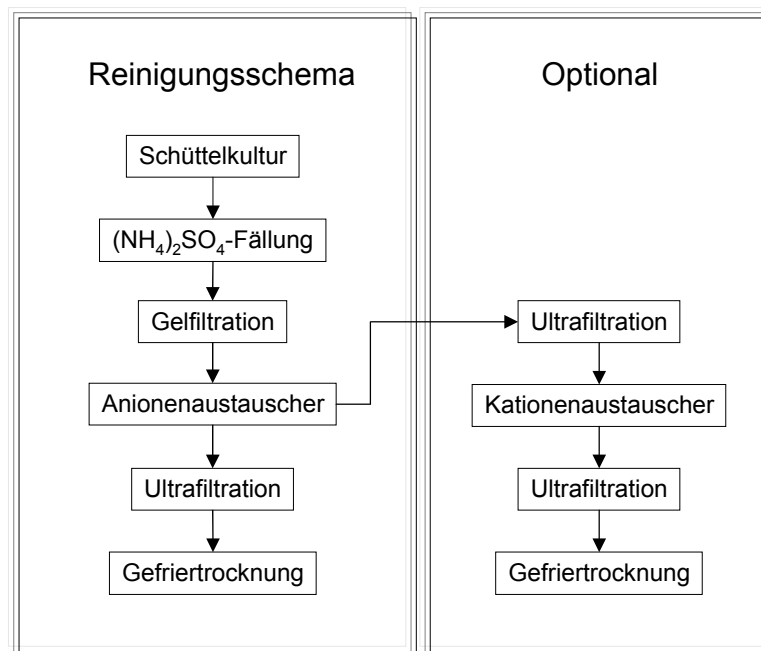 Reinigungsschema
Schüttelkultur
(NH₄)₂SO₄-Fällung
Gelfiltration
Anionenaustauscher
Ultrafiltration
Gefriertrocknung
Optional
Ultrafiltration
Kationenaustauscher
Ultrafiltration
Gefriertrocknung